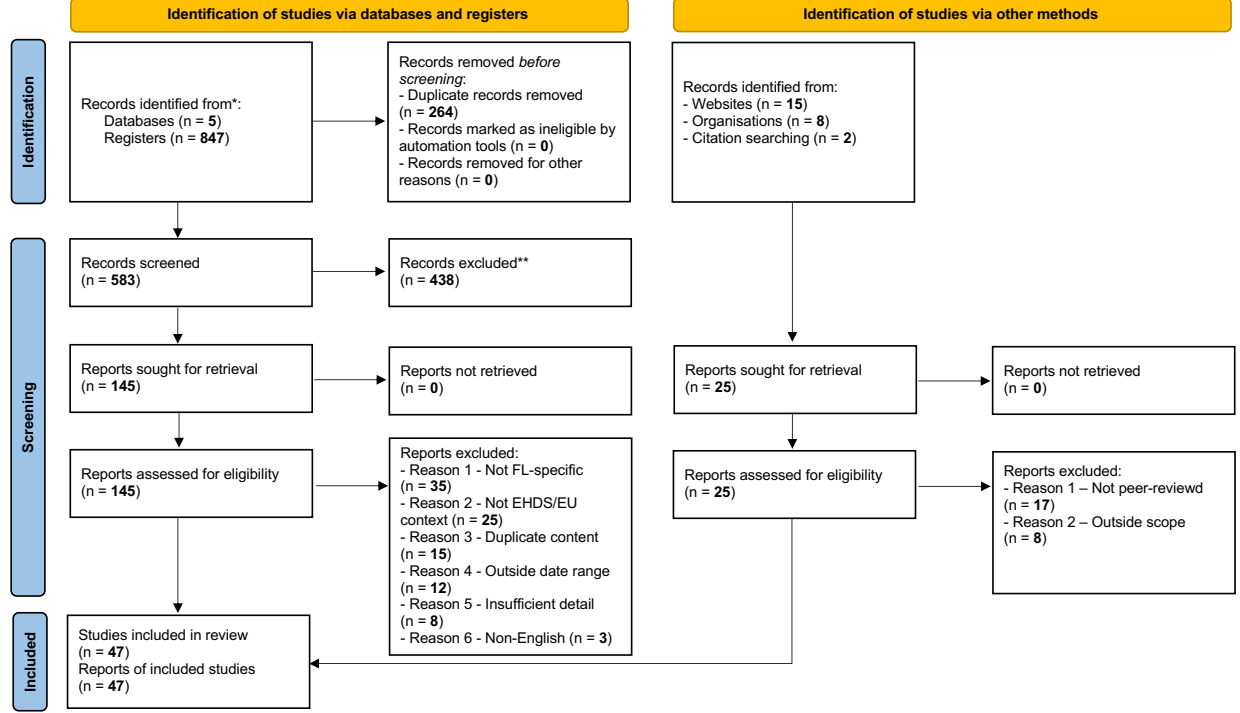 Identification of studies via databases and registers
Identification of studies via other methods
Identification
Records identified from*:
Databases (n = 5)
Registers (n = 847)
Records removed before
screening:
- Duplicate records removed
(n = 264)
- Records marked as ineligible by
automation tools (n = 0)
- Records removed for other
reasons (n = 0)
Records identified from:
- Websites (n = 15)
- Organisations (n = 8)
- Citation searching (n = 2)
Screening
Records screened
(n = 583)
Records excluded**
(n = 438)
Reports sought for retrieval
(n = 145)
Reports not retrieved
(n = 0)
Reports sought for retrieval
(n = 25)
Reports not retrieved
(n = 0)
Reports assessed for eligibility
(n = 145)
Reports excluded:
- Reason 1 - Not FL-specific
(n = 35)
- Reason 2 - Not EHDS/EU
context (n = 25)
- Reason 3 - Duplicate content
(n = 15)
- Reason 4 - Outside date range
(n = 12)
- Reason 5 - Insufficient detail
(n = 8)
- Reason 6 - Non-English (n = 3)
Reports assessed for eligibility
(n = 25)
Reports excluded:
- Reason 1 – Not peer-reviewd
(n = 17)
- Reason 2 – Outside scope
(n = 8)
Included
Studies included in review
(n = 47)
Reports of included studies
(n = 47)